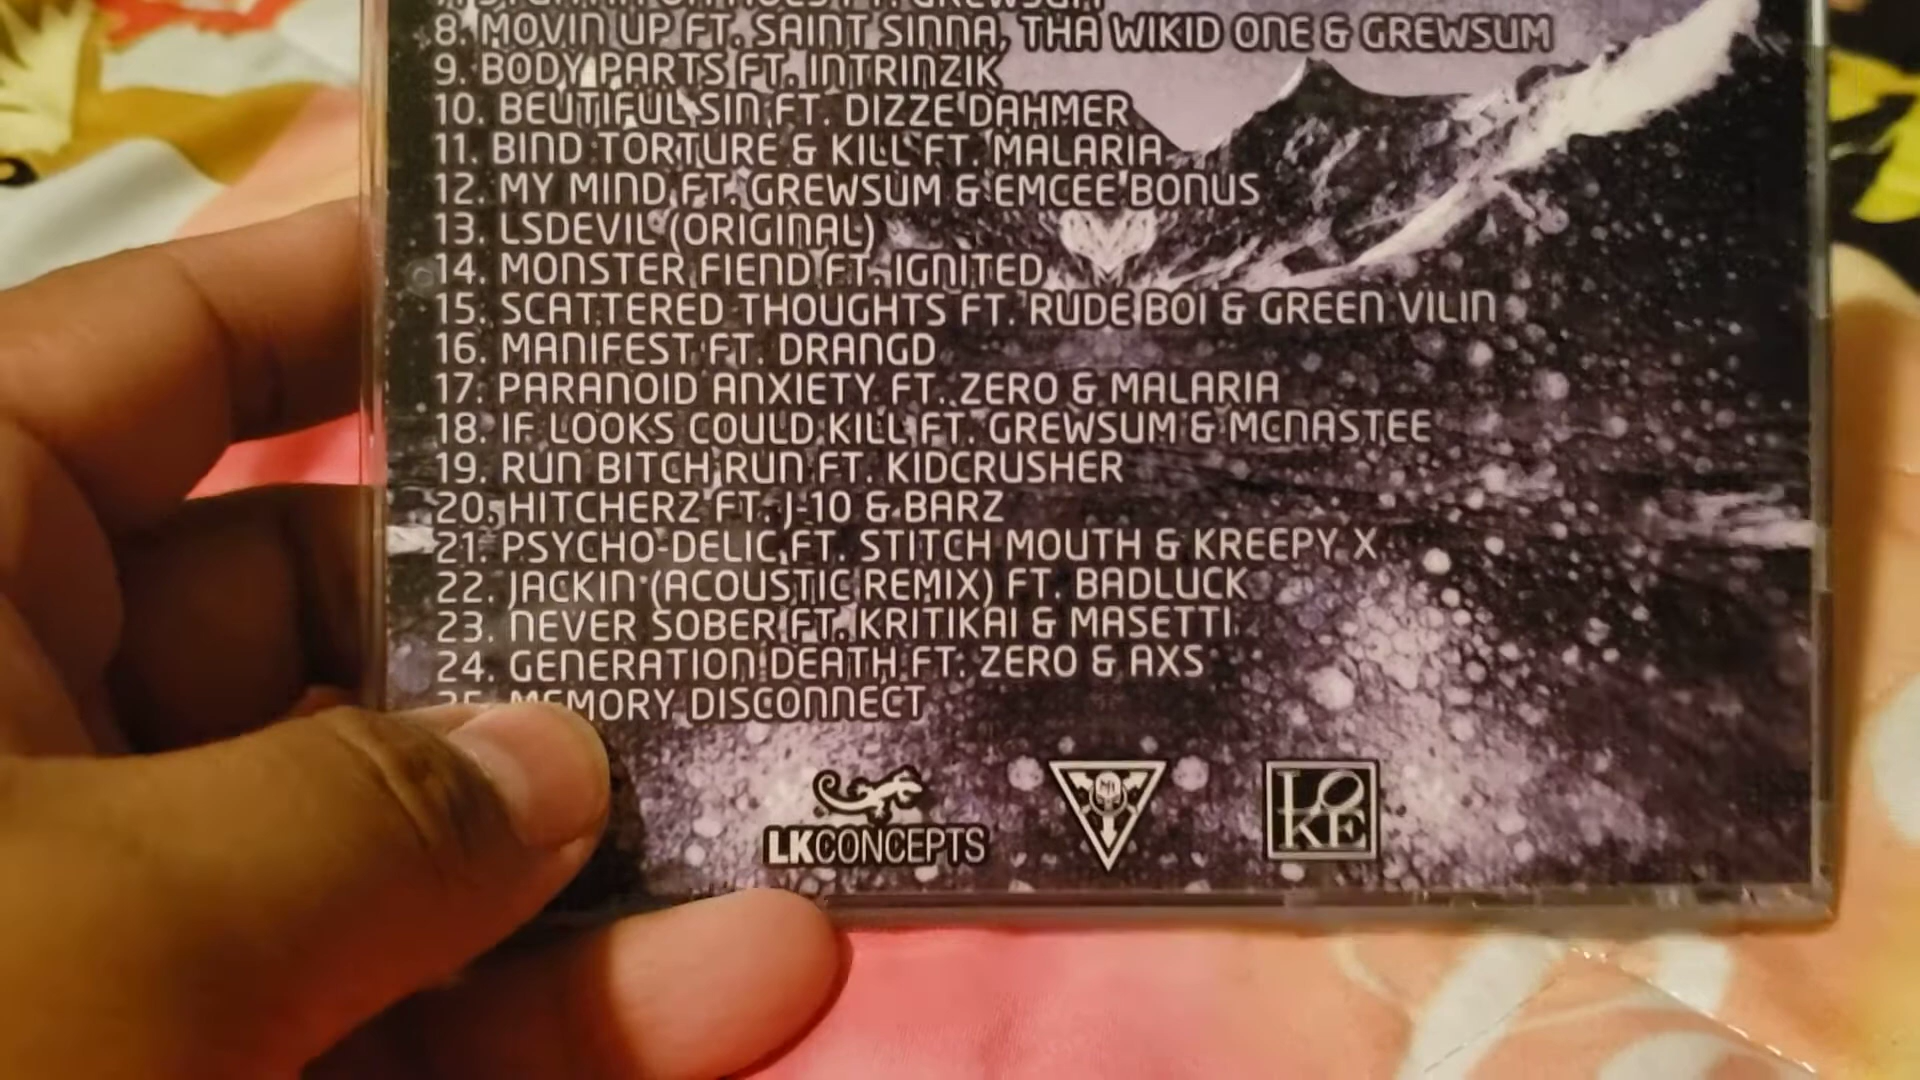 FT. GREWSUM
8. MOVIN UP FT. SAINT SINNA, THA WIKID ONE & GREWSUM
9. BODY PARTS FT. INTRINZIK
10. BEUTIFUL SIN FT. DIZZE DAHMER
11. BIND TORTURE & KILL FT. MALARIA
12. MY MIND FT. GREWSUM & EMCEE BONUS
13. LSDEVIL (ORIGINAL)
14. MONSTER FIEND FT. IGNITED
15. SCATTERED THOUGHTS FT. RUDE BOI & GREEN VILIN
16. MANIFEST FT. DRANGD
17. PARANOID ANXIETY FT. ZERO & MALARIA
18. IF LOOKS COULD KILL FT. GREWSUM & MCNASTEE
19. RUN BITCH RUN FT. KIDCRUSHER
20. HITCHERZ FT. J-10 & BARZ
21. PSYCHO-DELIC FT. STITCH MOUTH & KREEPY X
22. JACKIN (ACOUSTIC REMIX) FT. BADLUCK
23. NEVER SOBER FT. KRITIKAI & MASETTI
24. GENERATION DEATH FT. ZERO & AXS
25. MEMORY DISCONNECT
LKCONCEPTS
LO
KE